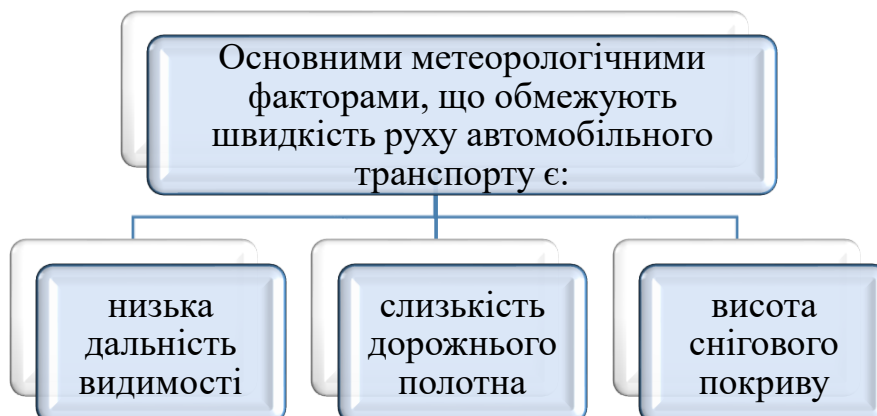 Основними метеорологічними
факторами, що обмежують
швидкість руху автомобільного
транспорту є:
низька
дальність
видимості
слизькість
дорожнього
полотна
висота
снігового
покриву